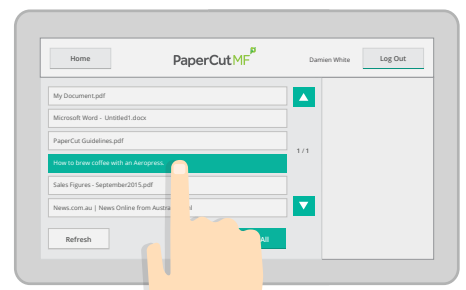 Home
PaperCut MF
Damien White
Log Out
My Document.pdf
Microsoft Word - Untitled1.docx
PaperCut Guidelines.pdf
1 / 1
How to brew coffee with an Aeropress.
Sales Figures - September2015.pdf
News.com.au | News Online from
Refresh
All